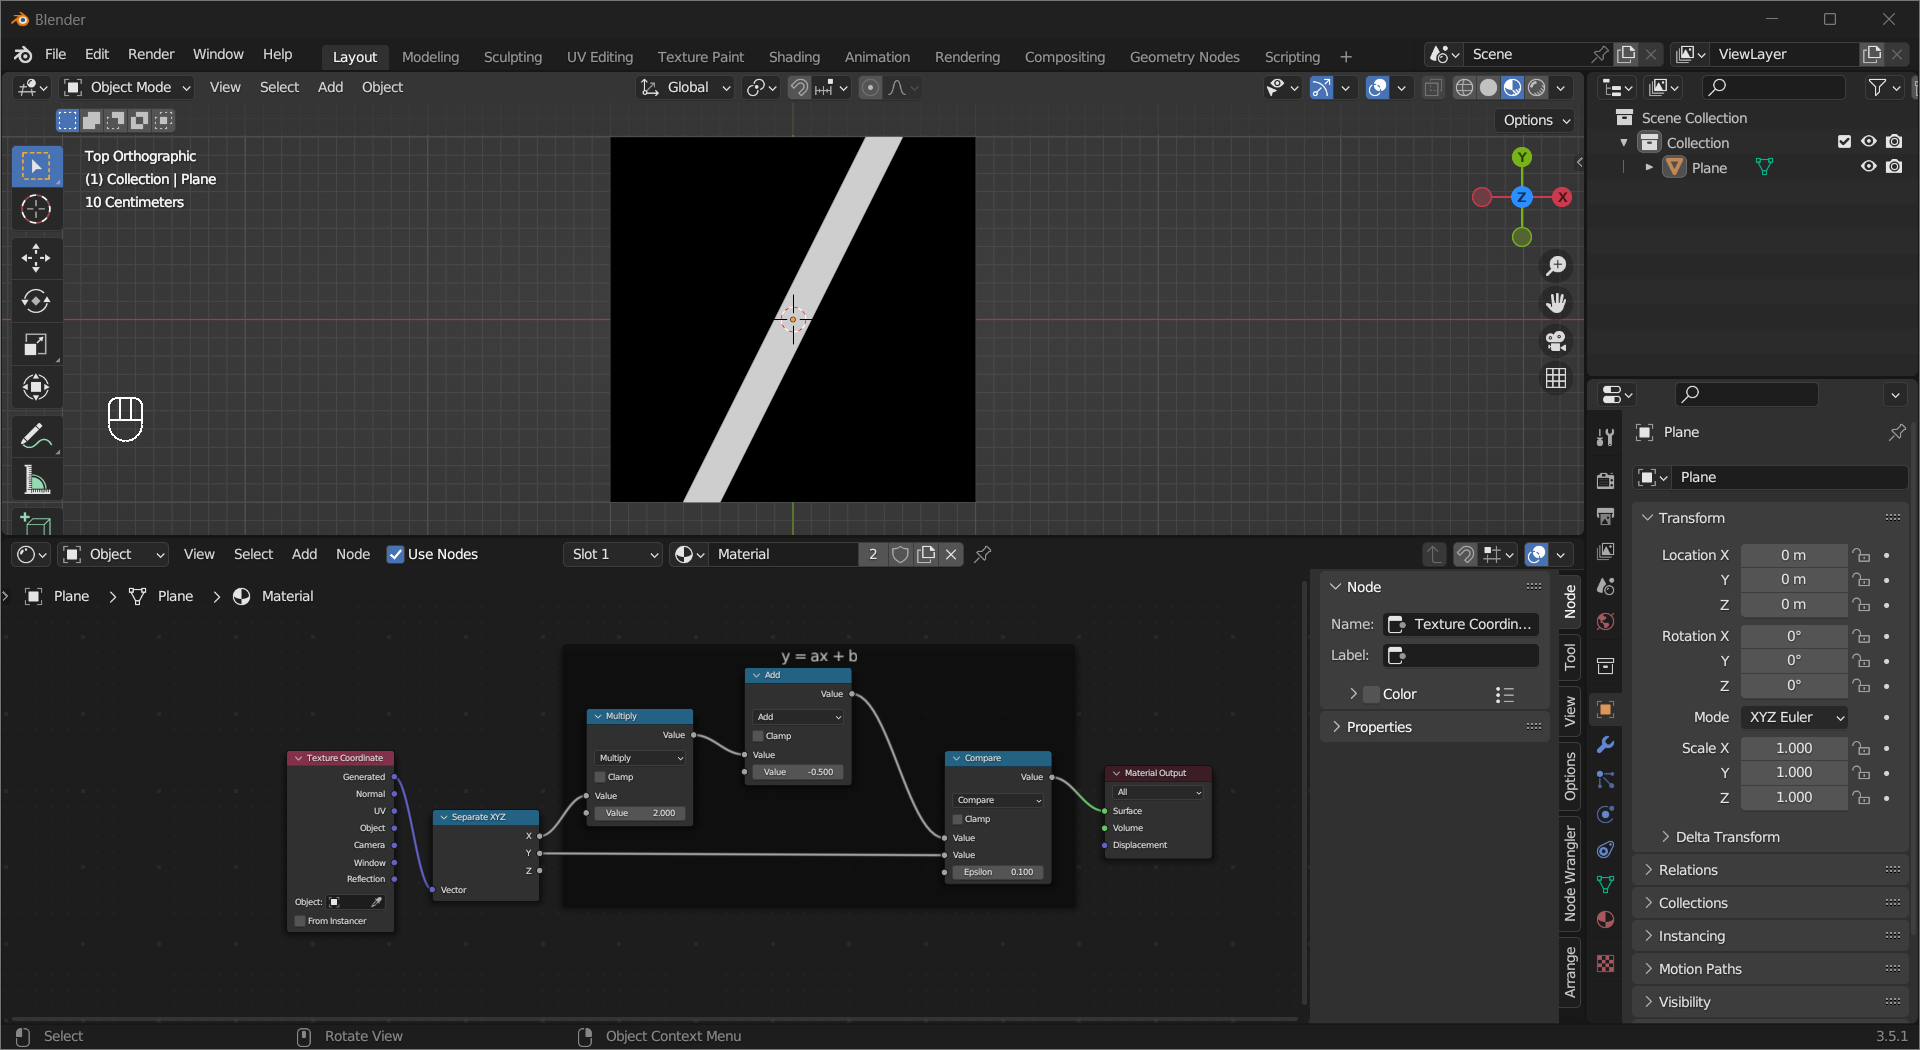 Blender
File Edit Render Window Help Layout Modeling Sculpting UV Editing Texture Paint Shading Animation Rendering Compositing Geometry Nodes Scripting + Scene ViewLayer
Object Mode View Select Add Object Global
Options
Top Orthographic
(1) Collection | Plane
10 Centimeters
Y
Z
X
Scene Collection
Collection
Plane
Plane
Plane
Transform
Location X 0 m
Y 0 m
Z 0 m
Rotation X 0°
Y 0°
Z 0°
Mode XYZ Euler
Scale X 1.000
Y 1.000
Z 1.000
Delta Transform
Relations
Collections
Instancing
Motion Paths
Visibility
Object View Select Add Node Use Nodes Slot 1 Material 2
Plane > Plane > Material
y = ax + b
Texture Coordinate
Generated
Normal
UV
Object
Camera
Window
Reflection
Object:
From Instancer
Separate XYZ
X
Y
Z
Vector
Multiply
Value
Multiply
Clamp
Value
Value 2.000
Add
Value
Add
Clamp
Value
Value -0.500
Compare
Value
Compare
Clamp
Value
Value
Epsilon 0.100
Material Output
All
Surface
Volume
Displacement
Node
Name: Texture Coordin...
Label:
Color
Properties
Node
Tool
View
Options
Node Wrangler
Arrange
Select Rotate View Object Context Menu 3.5.1